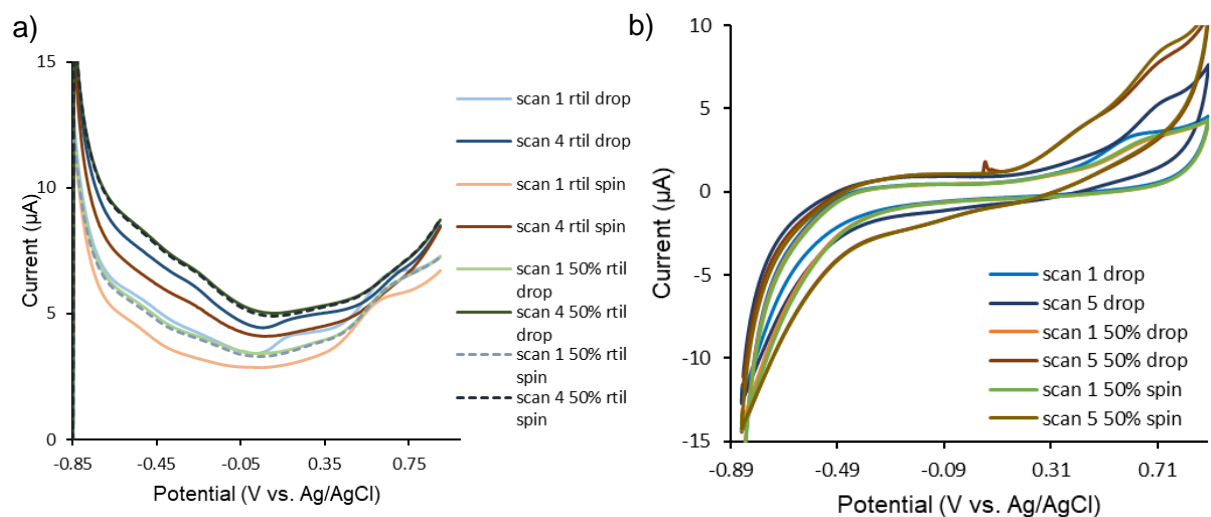 a)
15
10
5
0
Current (µA)
-0.85 -0.45 -0.05 0.35 0.75
Potential (V vs. Ag/AgCl)
scan 1 rtil drop
scan 4 rtil drop
scan 1 rtil spin
scan 4 rtil spin
scan 1 50% rtil
drop
scan 4 50% rtil
drop
scan 1 50% rtil
spin
scan 4 50% rtil
spin
b)
10
5
0
-5
-10
-15
Current (µA)
-0.89 -0.49 -0.09 0.31 0.71
Potential (V vs. Ag/AgCl)
scan 1 drop
scan 5 drop
scan 1 50% drop
scan 5 50% drop
scan 1 50% spin
scan 5 50% spin